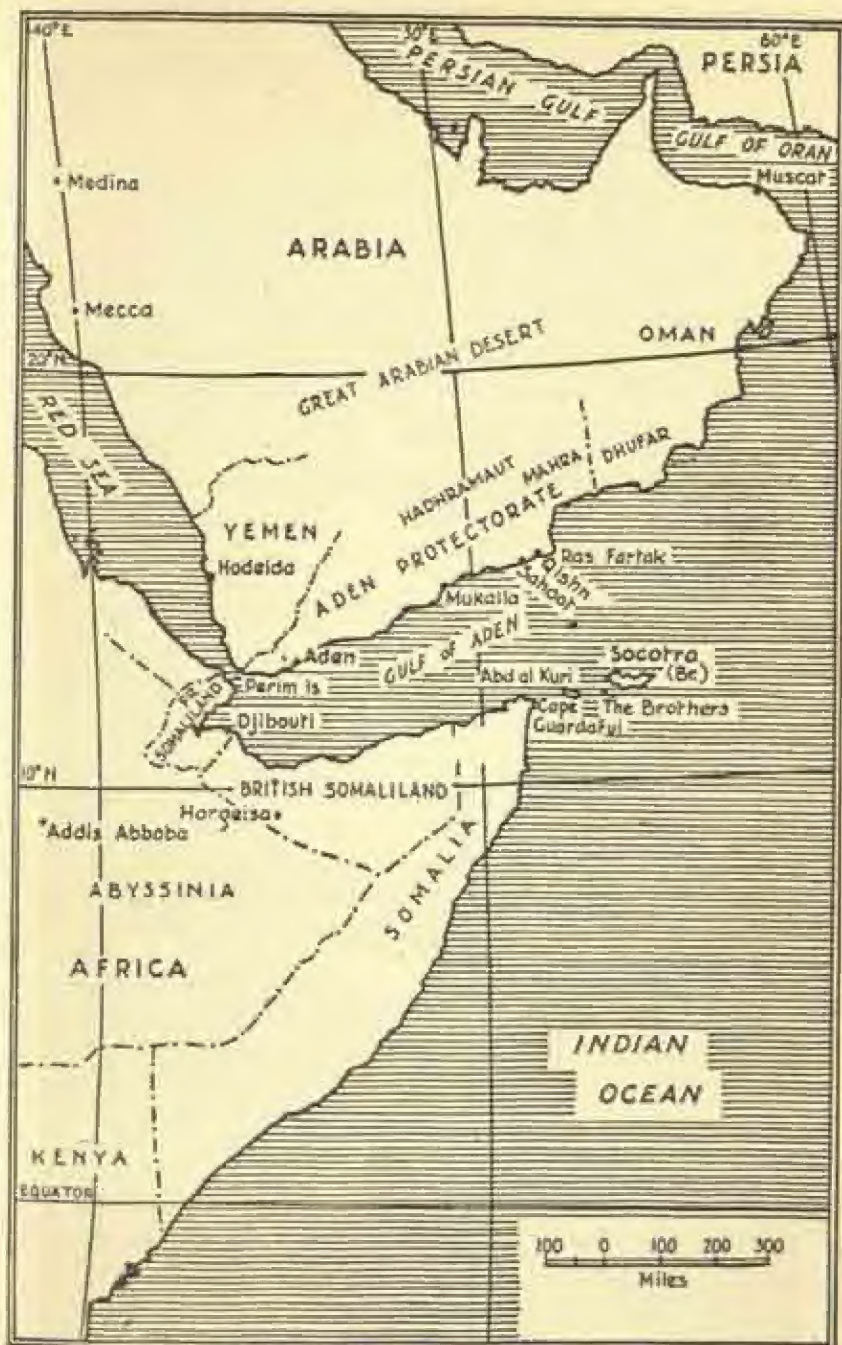 40°E
50°E
60°E
PERSIA
PERSIAN GULF
GULF OF ORAN
Muscat
Medina
ARABIA
Mecca
OMAN
20°N
GREAT ARABIAN DESERT
RED SEA
HADHRAMAUT
MAHRA
DHUFAR
YEMEN
ADEN PROTECTORATE
Hodeida
Ras Fartak
Qishn
Sahoot
Mukalla
GULF OF ADEN
Aden
Socotra
(Br.)
Abd al Kuri
FR.
SOMALILAND
Perim is
Djibouti
Cape
Guardafui
The Brothers
10°N
BRITISH SOMALILAND
Hargeisa
Addis Abboba
SOMALIA
ABYSSINIA
AFRICA
INDIAN
OCEAN
KENYA
EQUATOR
100 0 100 200 300
Miles